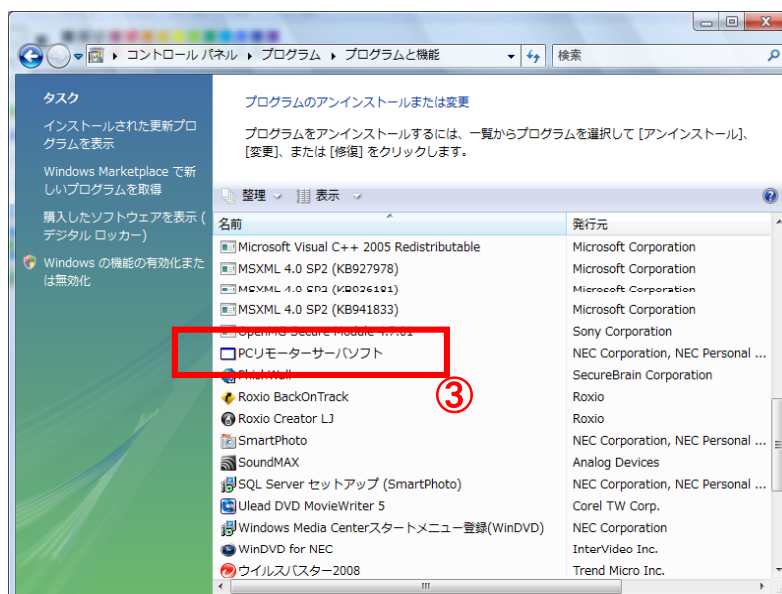 コントロール パネル ▸ プログラム ▸ プログラムと機能
検索
タスク
インストールされた更新プロ
グラムを表示
Windows Marketplace で新
しいプログラムを取得
購入したソフトウェアを表示 (
デジタル ロッカー)
Windows の機能の有効化また
は無効化
プログラムのアンインストールまたは変更
プログラムをアンインストールするには、一覧からプログラムを選択して [アンインストール]、
[変更]、または [修復] をクリックします。
整理 表示
名前 発行元
Microsoft Visual C++ 2005 Redistributable Microsoft Corporation
MSXML 4.0 SP2 (KB927978) Microsoft Corporation
MSXML 4.0 SP2 (KB936181) Microsoft Corporation
MSXML 4.0 SP2 (KB941833) Microsoft Corporation
OpenMG Secure Module 4.7.01 Sony Corporation
PCリモーターサーバソフト NEC Corporation, NEC Personal ...
PhishWall SecureBrain Corporation
③
Roxio BackOnTrack Roxio
Roxio Creator LJ Roxio
SmartPhoto NEC Corporation, NEC Personal ...
SoundMAX Analog Devices
SQL Server セットアップ (SmartPhoto) NEC Corporation, NEC Personal ...
Ulead DVD MovieWriter 5 Corel TW Corp.
Windows Media Centerスタートメニュー登録(WinDVD) NEC Corporation
WinDVD for NEC InterVideo Inc.
ウイルスバスター2008 Trend Micro Inc.